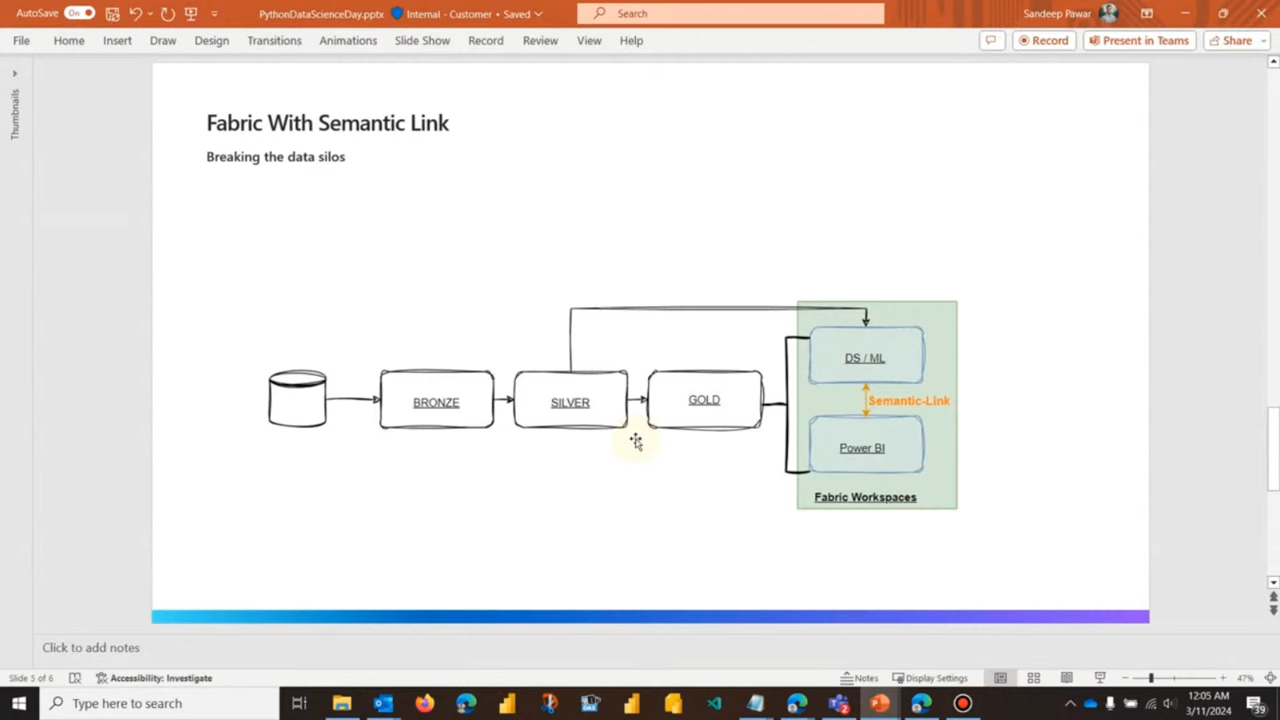 AutoSave On PythonDataScienceDay.pptx Internal - Customer • Saved Search Sandeep Pawar
File Home Insert Draw Design Transitions Animations Slide Show Record Review View Help Record Present in Teams Share
Thumbnails
Fabric With Semantic Link
Breaking the data silos
DS / ML
BRONZE SILVER GOLD Semantic-Link
Power BI
Fabric Workspaces
Click to add notes
Slide 5 of 6 Accessibility: Investigate Notes Display Settings 47%
Type here to search 12:05 AM
3/11/2024 39